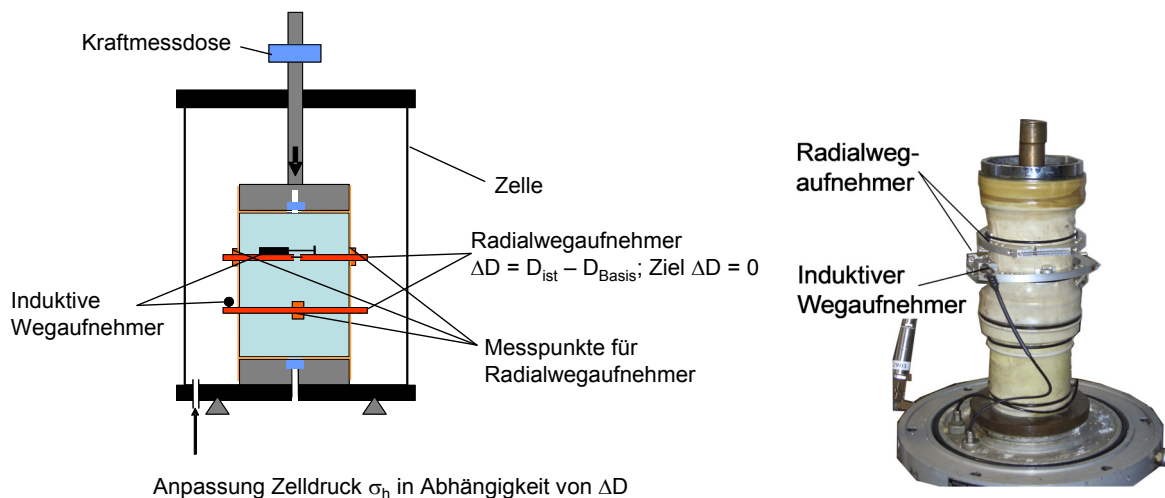 Kraftmessdose
Zelle
Radialwegaufnehmer
ΔD = D_ist – D_Basis; Ziel ΔD = 0
Induktive
Wegaufnehmer
Messpunkte für
Radialwegaufnehmer
Anpassung Zelldruck σ_h in Abhängigkeit von ΔD
Radialweg-
aufnehmer
Induktiver
Wegaufnehmer